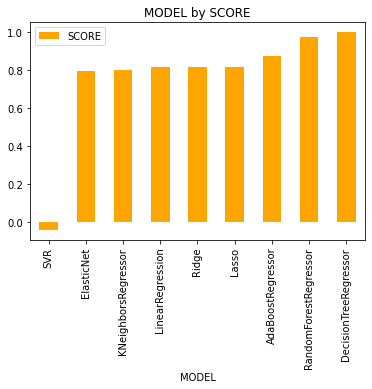 MODEL by SCORE
SCORE
1.0
0.8
0.6
0.4
0.2
0.0
SVR
ElasticNet
KNeighborsRegressor
LinearRegression
Ridge
Lasso
AdaBoostRegressor
RandomForestRegressor
DecisionTreeRegressor
MODEL